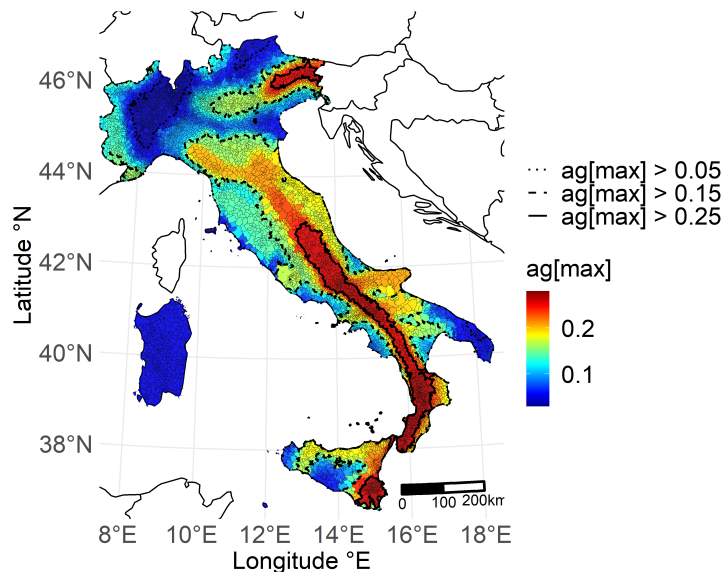 46°N
44°N
42°N
40°N
38°N
Latitude °N
8°E 10°E 12°E 14°E 16°E 18°E
Longitude °E
0 100 200km
ag[max] > 0.05
ag[max] > 0.15
ag[max] > 0.25
ag[max]
0.2
0.1